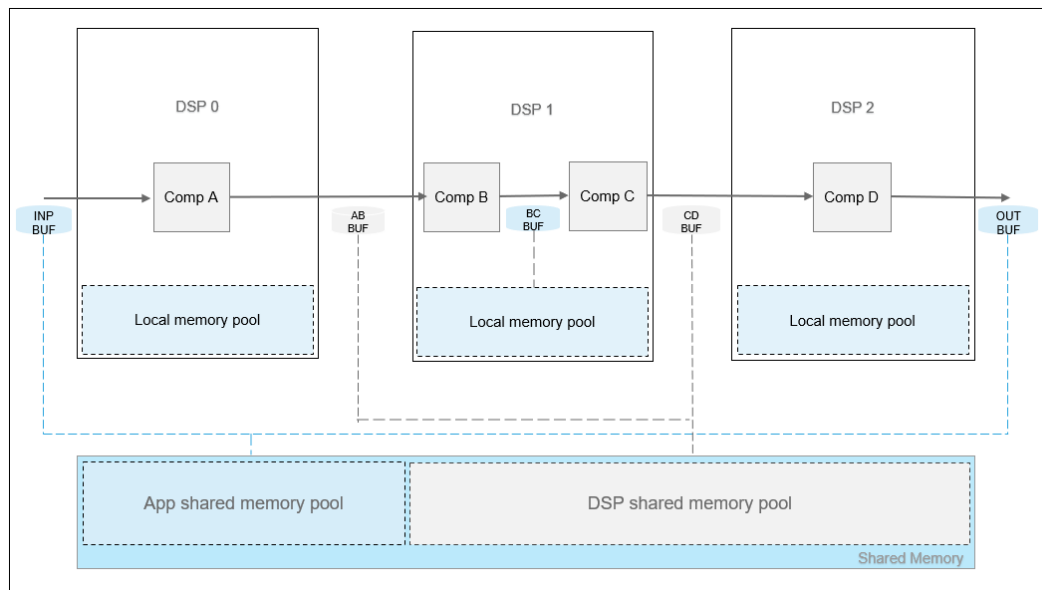 DSP 0
DSP 1
DSP 2
Comp A
Comp B
Comp C
Comp D
INP
BUF
AB
BUF
BC
BUF
CD
BUF
OUT
BUF
Local memory pool
Local memory pool
Local memory pool
App shared memory pool
DSP shared memory pool
Shared Memory